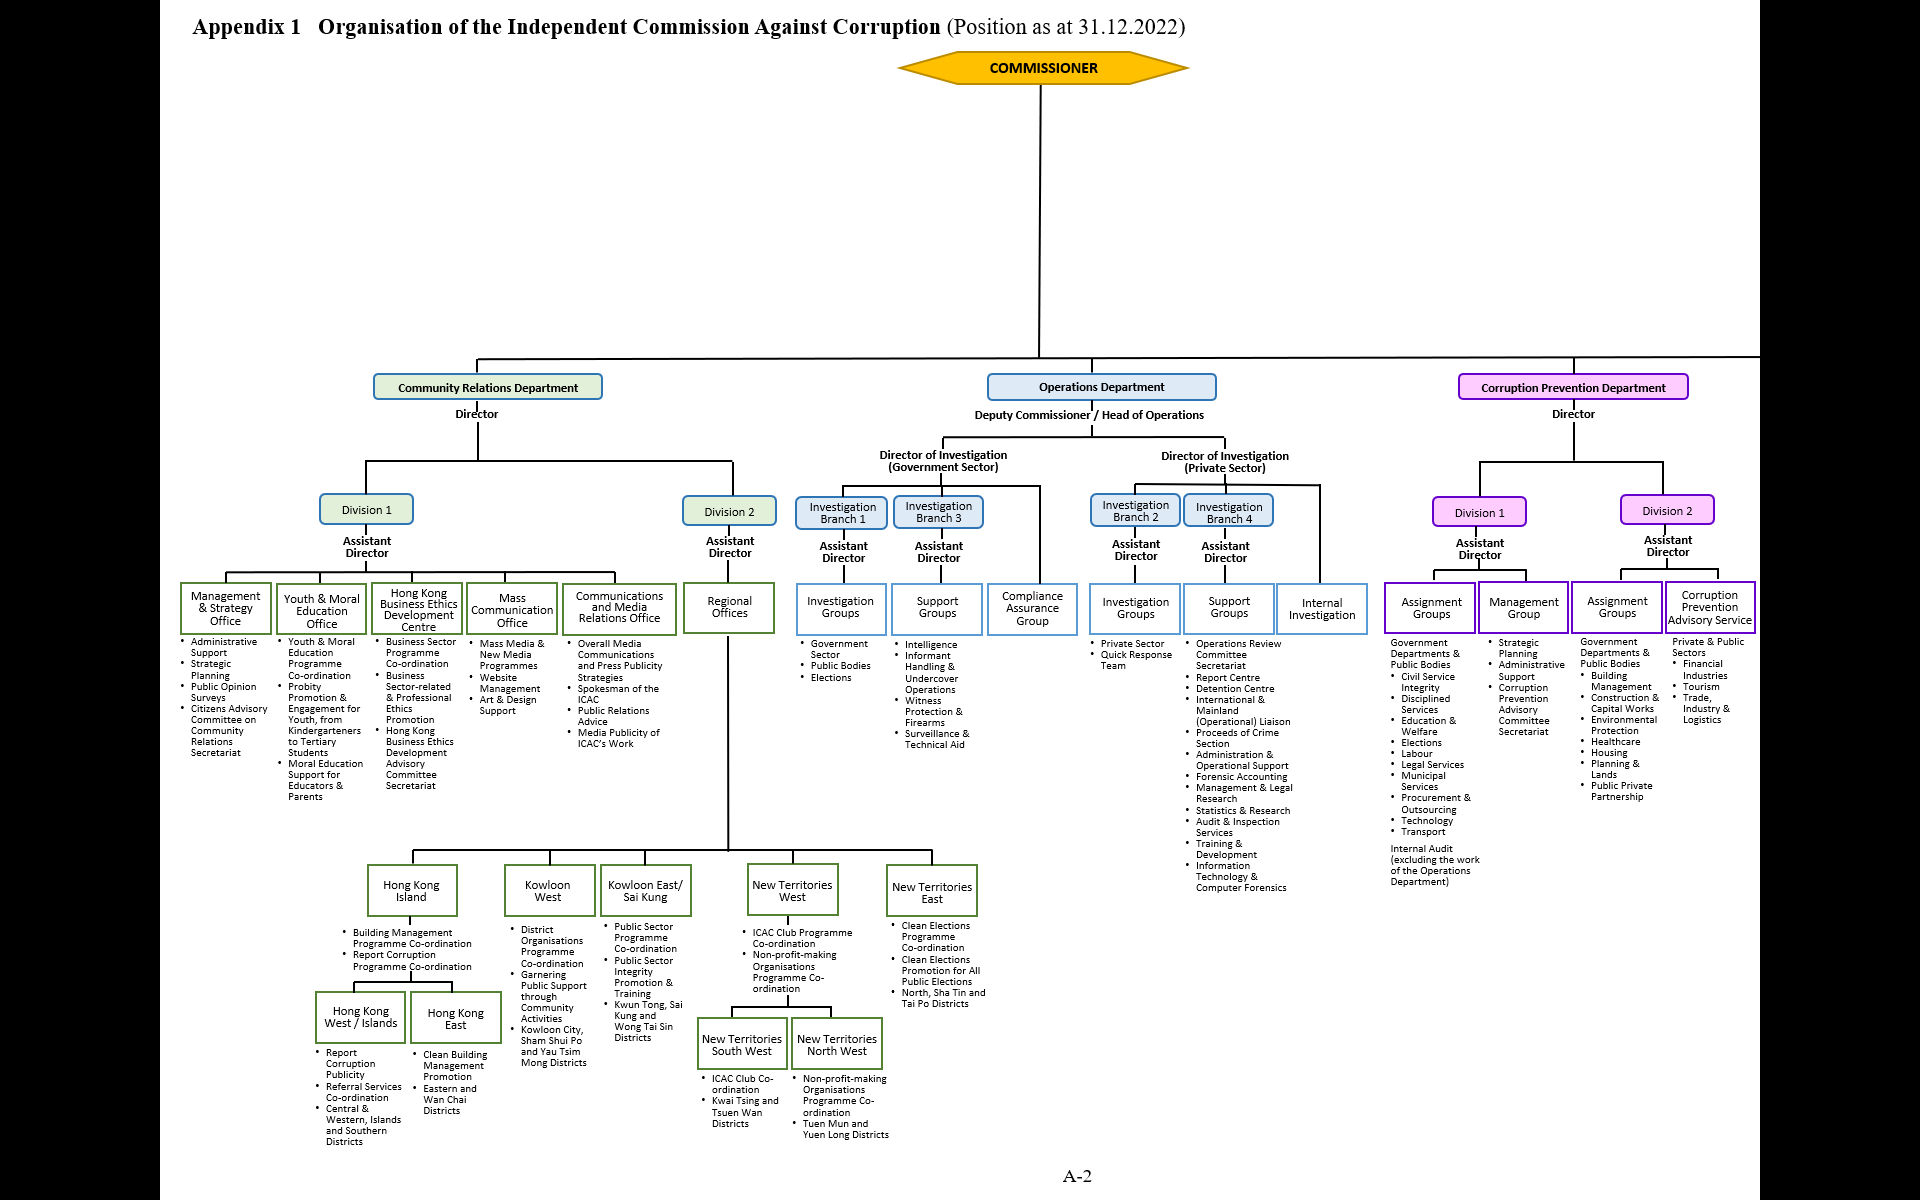 Appendix 1 Organisation of the Independent Commission Against Corruption (Position as at 31.12.2022)
COMMISSIONER
Community Relations Department
Director
Division 1
Assistant
Director
Management
& Strategy
Office
• Administrative
Support
• Strategic
Planning
• Public Opinion
Surveys
• Citizens Advisory
Committee on
Community
Relations
Secretariat
Youth & Moral
Education
Office
• Youth & Moral
Education
Programme
Co-ordination
• Probity
Promotion &
Engagement for
Youth, from
Kindergarteners
to Tertiary
Students
• Moral Education
Support for
Educators &
Parents
Hong Kong
Business Ethics
Development
Centre
• Business Sector
Programme
Co-ordination
• Business
Sector-related
& Professional
Ethics
Promotion
• Hong Kong
Business Ethics
Development
Advisory
Committee
Secretariat
Mass
Communication
Office
• Mass Media &
New Media
Programmes
• Website
Management
• Art & Design
Support
Communications
and Media
Relations Office
• Overall Media
Communications
and Press Publicity
Strategies
• Spokesman of the
ICAC
• Public Relations
Advice
• Media Publicity of
ICAC's Work
Division 2
Assistant
Director
Regional
Offices
Hong Kong
Island
• Building Management
Programme Co-ordination
• Report Corruption
Programme Co-ordination
Hong Kong
West / Islands
• Report
Corruption
Publicity
• Referral Services
Co-ordination
• Central &
Western, Islands
and Southern
Districts
Hong Kong
East
• Clean Building
Management
Promotion
• Eastern and
Wan Chai
Districts
Kowloon
West
• District
Organisations
Programme
Co-ordination
• Garnering
Public Support
through
Community
Activities
• Kowloon City,
Sham Shui Po
and Yau Tsim
Mong Districts
Kowloon East/
Sai Kung
• Public Sector
Programme
Co-ordination
• Public Sector
Integrity
Promotion &
Training
• Kwun Tong, Sai
Kung and
Wong Tai Sin
Districts
New Territories
West
• ICAC Club Programme
Co-ordination
• Non-profit-making
Organisations
Programme Co-
ordination
New Territories
South West
• ICAC Club Co-
ordination
• Kwai Tsing and
Tsuen Wan
Districts
New Territories
North West
• Non-profit-making
Organisations
Programme Co-
ordination
• Tuen Mun and
Yuen Long Districts
New Territories
East
• Clean Elections
Programme
Co-ordination
• Clean Elections
Promotion for All
Public Elections
• North, Sha Tin and
Tai Po Districts
Operations Department
Deputy Commissioner / Head of Operations
Director of Investigation
(Government Sector)
Investigation
Branch 1
Assistant
Director
Investigation
Groups
• Government
Sector
• Public Bodies
• Elections
Investigation
Branch 3
Assistant
Director
Support
Groups
• Intelligence
• Informant
Handling &
Undercover
Operations
• Witness
Protection &
Firearms
• Surveillance &
Technical Aid
Compliance
Assurance
Group
Director of Investigation
(Private Sector)
Investigation
Branch 2
Assistant
Director
Investigation
Groups
• Private Sector
• Quick Response
Team
Investigation
Branch 4
Assistant
Director
Support
Groups
• Operations Review
Committee
Secretariat
• Report Centre
• Detention Centre
• International &
Mainland
(Operational) Liaison
• Proceeds of Crime
Section
• Administration &
Operational Support
• Forensic Accounting
• Management & Legal
Research
• Statistics & Research
• Audit & Inspection
Services
• Training &
Development
• Information
Technology &
Computer Forensics
Internal
Investigation
Corruption Prevention Department
Director
Division 1
Assistant
Director
Assignment
Groups
Government
Departments &
Public Bodies
• Civil Service
Integrity
• Disciplined
Services
• Education &
Welfare
• Elections
• Labour
• Legal Services
• Municipal
Services
• Procurement &
Outsourcing
• Technology
• Transport
Internal Audit
(excluding the work
of the Operations
Department)
Management
Group
• Strategic
Planning
• Administrative
Support
• Corruption
Prevention
Advisory
Committee
Secretariat
Division 2
Assistant
Director
Assignment
Groups
Government
Departments &
Public Bodies
• Building
Management
• Construction &
Capital Works
• Environmental
Protection
• Healthcare
• Housing
• Planning &
Lands
• Public Private
Partnership
Corruption
Prevention
Advisory Service
Private & Public
Sectors
• Financial
Industries
• Tourism
• Trade,
Industry &
Logistics
A-2